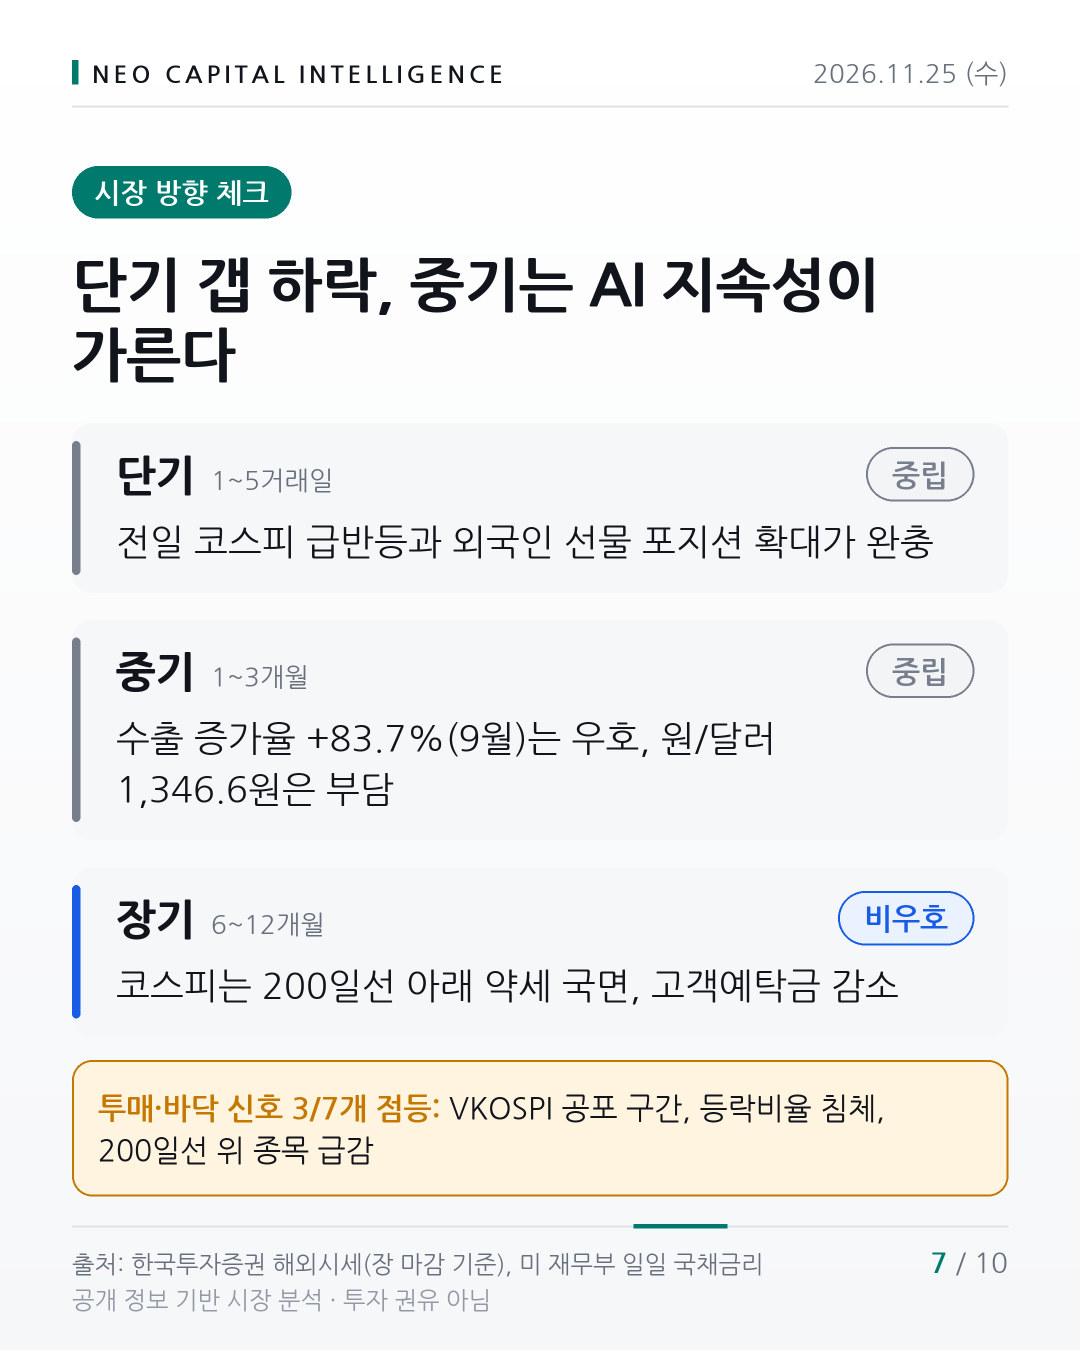 NEO CAPITAL INTELLIGENCE
2026.11.25 (수)
시장 방향 체크
단기 갭 하락, 중기는 AI 지속성이
가른다
단기 1~5거래일
중립
전일 코스피 급반등과 외국인 선물 포지션 확대가 완충
중기 1~3개월
중립
수출 증가율 +83.7%(9월)는 우호, 원/달러
1,346.6원은 부담
장기 6~12개월
비우호
코스피는 200일선 아래 약세 국면, 고객예탁금 감소
투매·바닥 신호 3/7개 점등: VKOSPI 공포 구간, 등락비율 침체,
200일선 위 종목 급감
출처: 한국투자증권 해외시세(장 마감 기준), 미 재무부 일일 국채금리
7 / 10
공개 정보 기반 시장 분석 · 투자 권유 아님